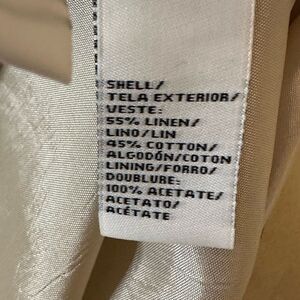 SHELL/
TELA EXTERIOR/
VESTE:
55% LINEN/
LINO/LIN
45% COTTON/
ALGODÓN/COTON
LINING/FORRO/
DOUBLURE:
100% ACETATE/
ACETATO/
ACÉTATE